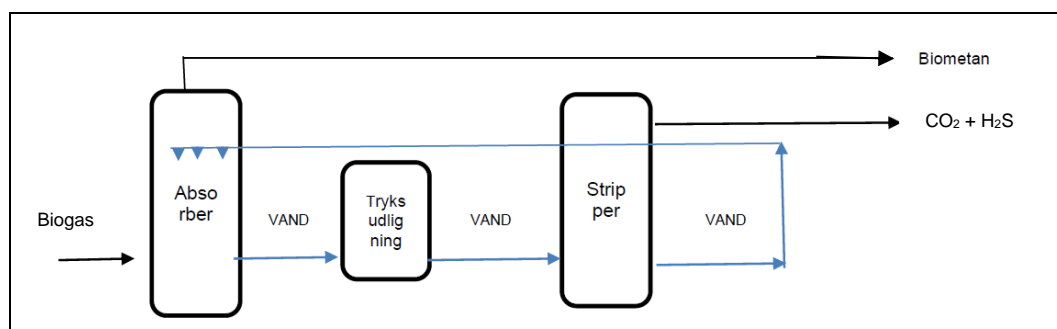 Biometan
CO₂ + H₂S
Biogas
Abso
rber
VAND
Tryks
udlig
ning
VAND
Strip
per
VAND